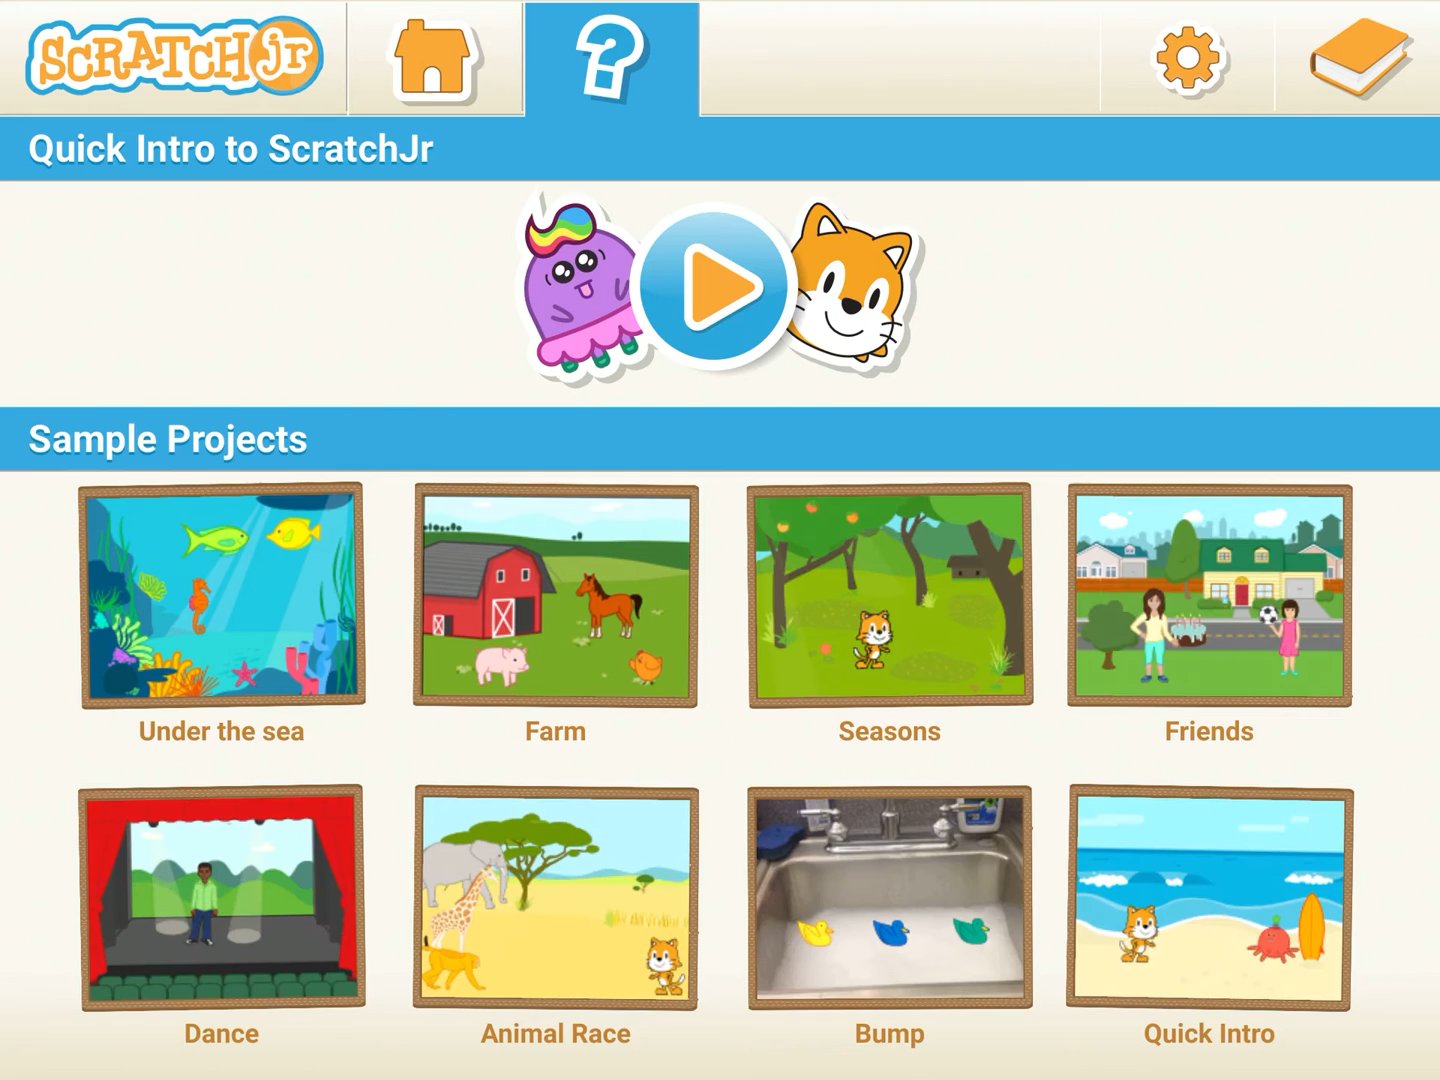 SCRATCHjr
Quick Intro to ScratchJr
Sample Projects
Under the sea
Farm
Seasons
Friends
Dance
Animal Race
Bump
Quick Intro